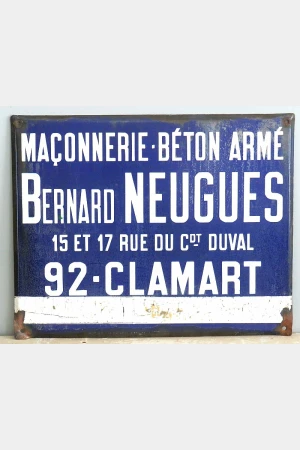 MAÇONNERIE·BÉTON ARMÉ
BERNARD NEUGUES
15 ET 17 RUE DU CDT DUVAL
92·CLAMART